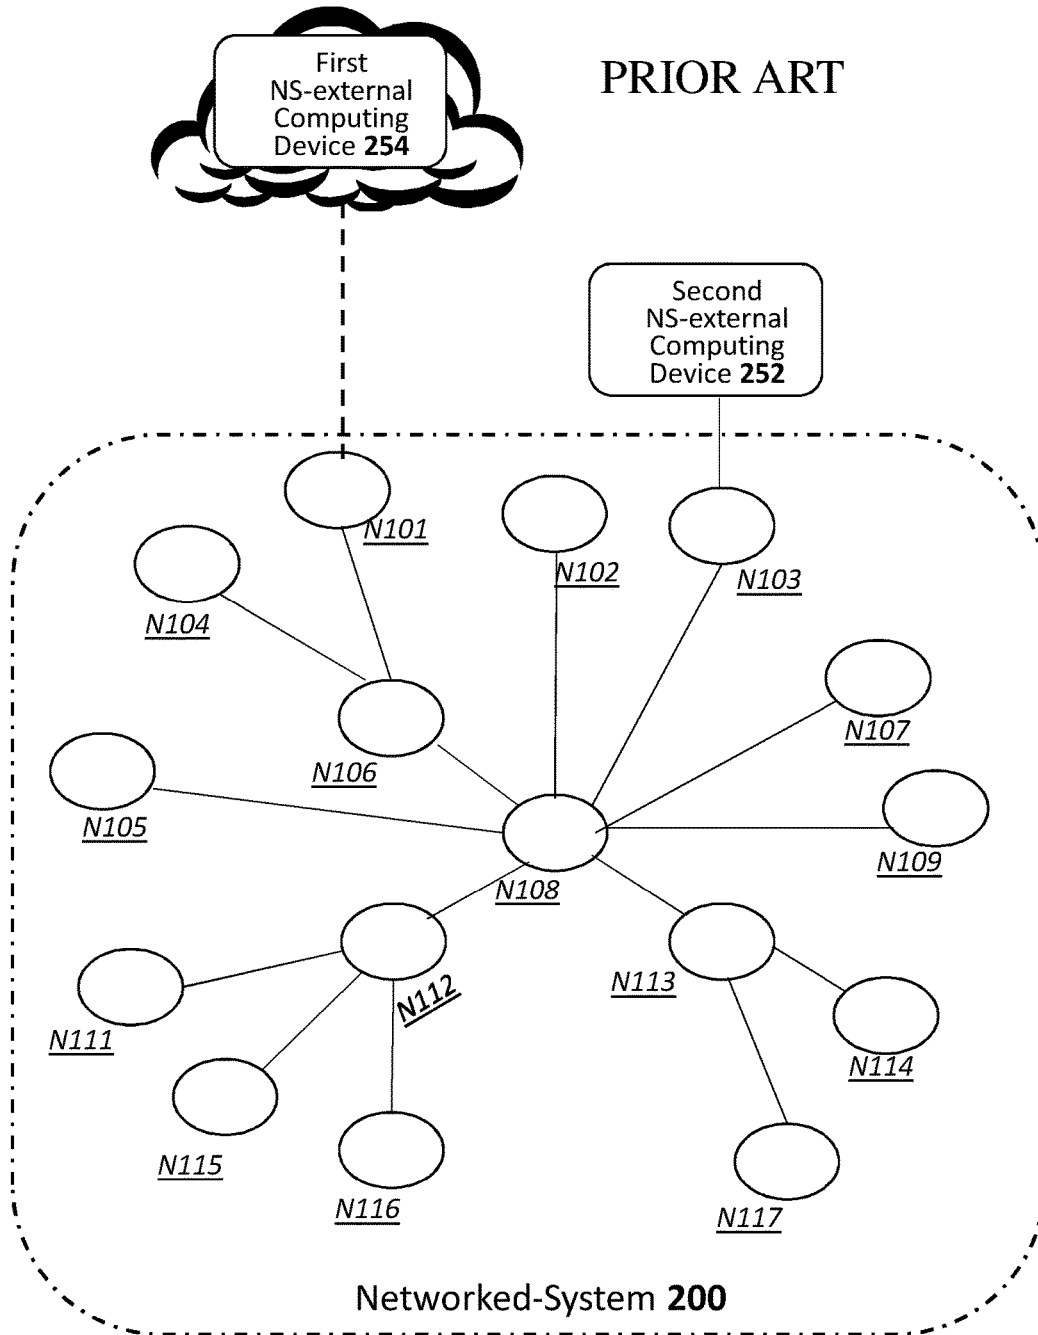 First
NS-external
Computing
Device 254
PRIOR ART
Second
NS-external
Computing
Device 252
N101
N102
N103
N104
N107
N106
N105
N109
N108
N112
N113
N111
N114
N115
N116
N117
Networked-System 200